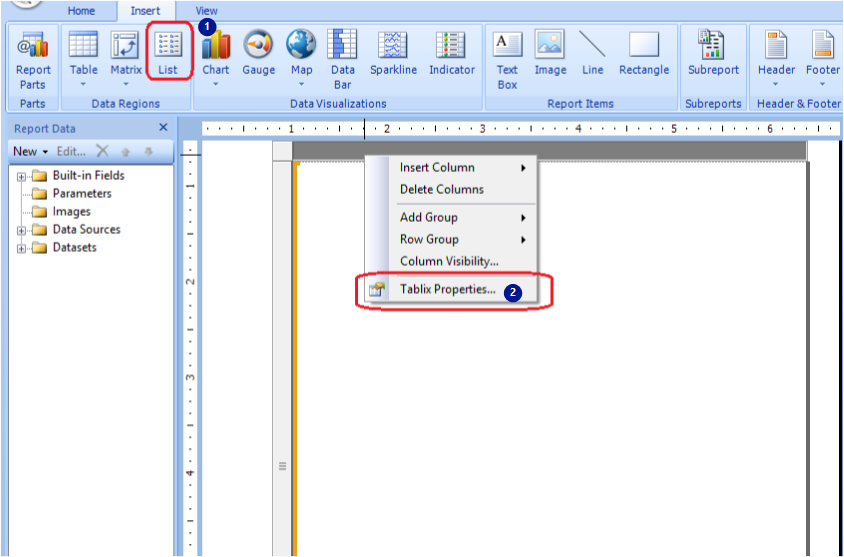 Home Insert View
1
Report Parts Table Matrix List Chart Gauge Map Data Bar Sparkline Indicator Text Box Image Line Rectangle Subreport Header Footer
Parts Data Regions Data Visualizations Report Items Subreports Header & Footer
A
Report Data
1 2 3 4 5 6
New Edit...
Built-in Fields
Parameters
Images
Data Sources
Datasets
1
2
3
4
Insert Column
Delete Columns
Add Group
Row Group
Column Visibility...
Tablix Properties... 2